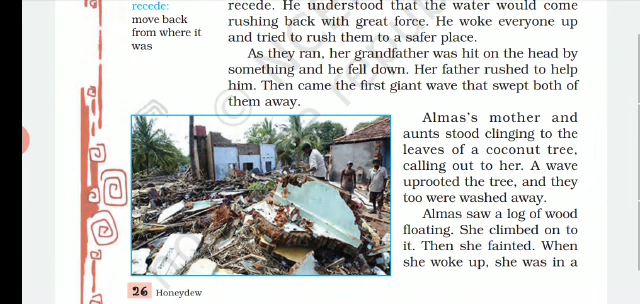 recede:
move back
from where it
was
recede. He understood that the water would come
rushing back with great force. He woke everyone up
and tried to rush them to a safer place.
As they ran, her grandfather was hit on the head by
something and he fell down. Her father rushed to help
him. Then came the first giant wave that swept both of
them away.
Almas's mother and
aunts stood clinging to the
leaves of a coconut tree,
calling out to her. A wave
uprooted the tree, and they
too were washed away.
Almas saw a log of wood
floating. She climbed on to
it. Then she fainted. When
she woke up, she was in a
26 Honeydew